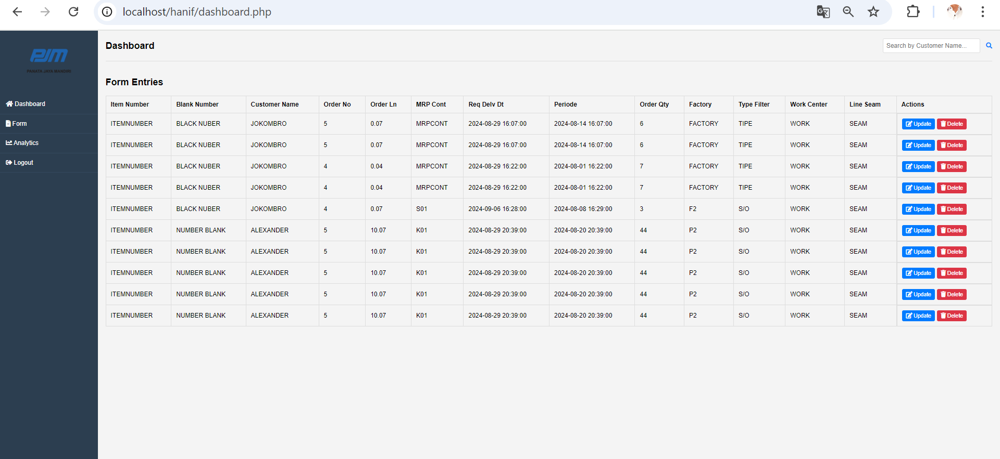 localhost/hanif/dashboard.php
PJM
PANATA JAYA MANDIRI
Dashboard
Form
Analytics
Logout
Dashboard
Search by Customer Name...
Form Entries
Item Number Blank Number Customer Name Order No Order Ln MRP Cont Req Delv Dt Periode Order Qty Factory Type Filter Work Center Line Seam Actions
ITEMNUMBER BLACK NUBER JOKOMBRO 5 0.07 MRPCONT 2024-08-29 16:07:00 2024-08-14 16:07:00 6 FACTORY TIPE WORK SEAM Update Delete
ITEMNUMBER BLACK NUBER JOKOMBRO 5 0.07 MRPCONT 2024-08-29 16:07:00 2024-08-14 16:07:00 6 FACTORY TIPE WORK SEAM Update Delete
ITEMNUMBER BLACK NUBER JOKOMBRO 4 0.04 MRPCONT 2024-08-29 16:22:00 2024-08-01 16:22:00 7 FACTORY TIPE WORK SEAM Update Delete
ITEMNUMBER BLACK NUBER JOKOMBRO 4 0.04 MRPCONT 2024-08-29 16:22:00 2024-08-01 16:22:00 7 FACTORY TIPE WORK SEAM Update Delete
ITEMNUMBER BLACK NUBER JOKOMBRO 4 0.07 S01 2024-09-06 16:28:00 2024-08-08 16:29:00 3 F2 S/O WORK SEAM Update Delete
ITEMNUMBER NUMBER BLANK ALEXANDER 5 10.07 K01 2024-08-29 20:39:00 2024-08-20 20:39:00 44 P2 S/O WORK SEAM Update Delete
ITEMNUMBER NUMBER BLANK ALEXANDER 5 10.07 K01 2024-08-29 20:39:00 2024-08-20 20:39:00 44 P2 S/O WORK SEAM Update Delete
ITEMNUMBER NUMBER BLANK ALEXANDER 5 10.07 K01 2024-08-29 20:39:00 2024-08-20 20:39:00 44 P2 S/O WORK SEAM Update Delete
ITEMNUMBER NUMBER BLANK ALEXANDER 5 10.07 K01 2024-08-29 20:39:00 2024-08-20 20:39:00 44 P2 S/O WORK SEAM Update Delete
ITEMNUMBER NUMBER BLANK ALEXANDER 5 10.07 K01 2024-08-29 20:39:00 2024-08-20 20:39:00 44 P2 S/O WORK SEAM Update Delete